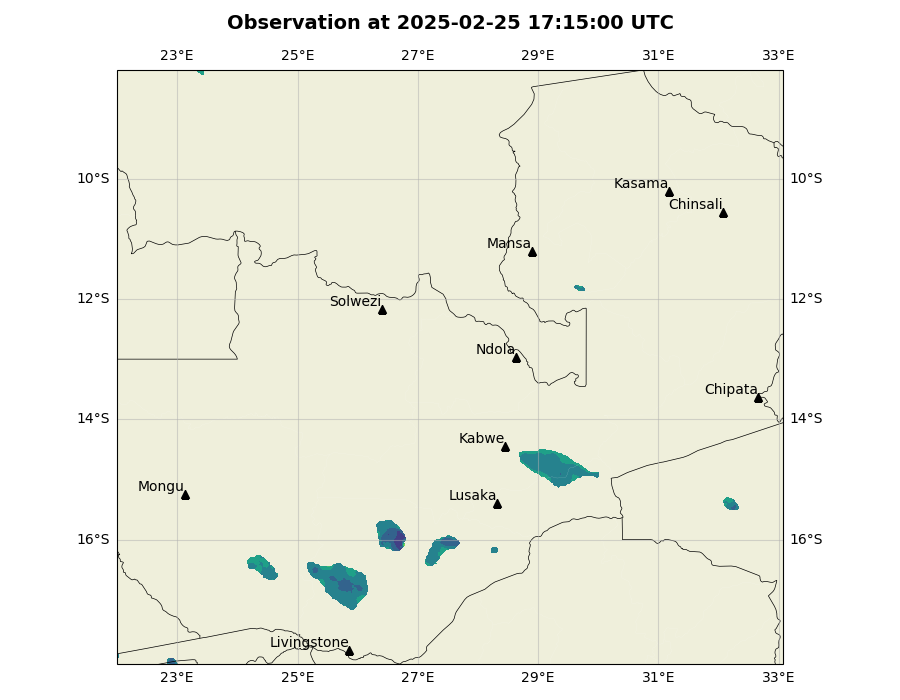 Observation at 2025-02-25 17:15:00 UTC
23°E 25°E 27°E 29°E 31°E 33°E
10°S 10°S
Kasama
Chinsali
Mansa
12°S 12°S
Solwezi
Ndola
Chipata
14°S 14°S
Kabwe
Mongu
Lusaka
16°S 16°S
Livingstone
23°E 25°E 27°E 29°E 31°E 33°E